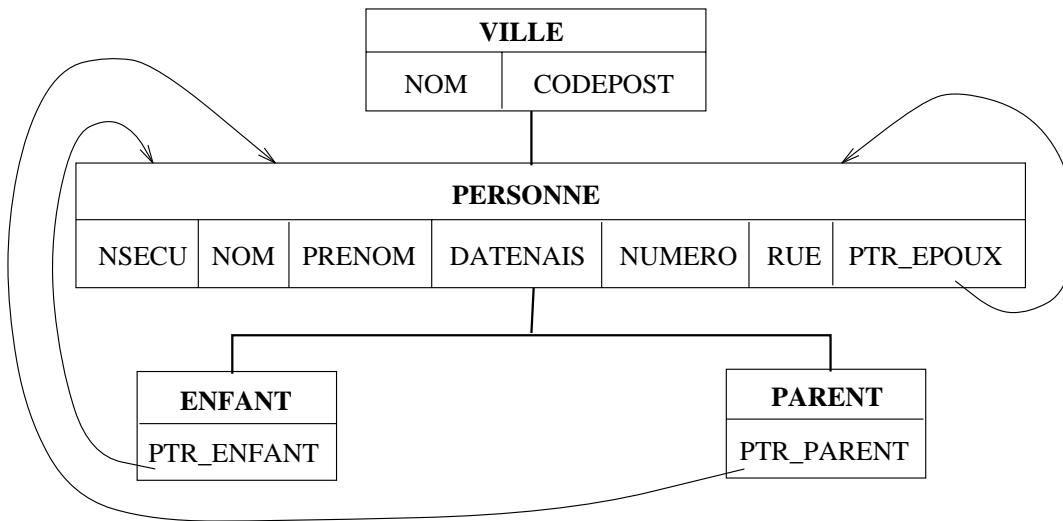 VILLE
NOM CODEPOST
PERSONNE
NSECU NOM PRENOM DATENAIS NUMERO RUE PTR_EPOUX
ENFANT PARENT
PTR_ENFANT PTR_PARENT